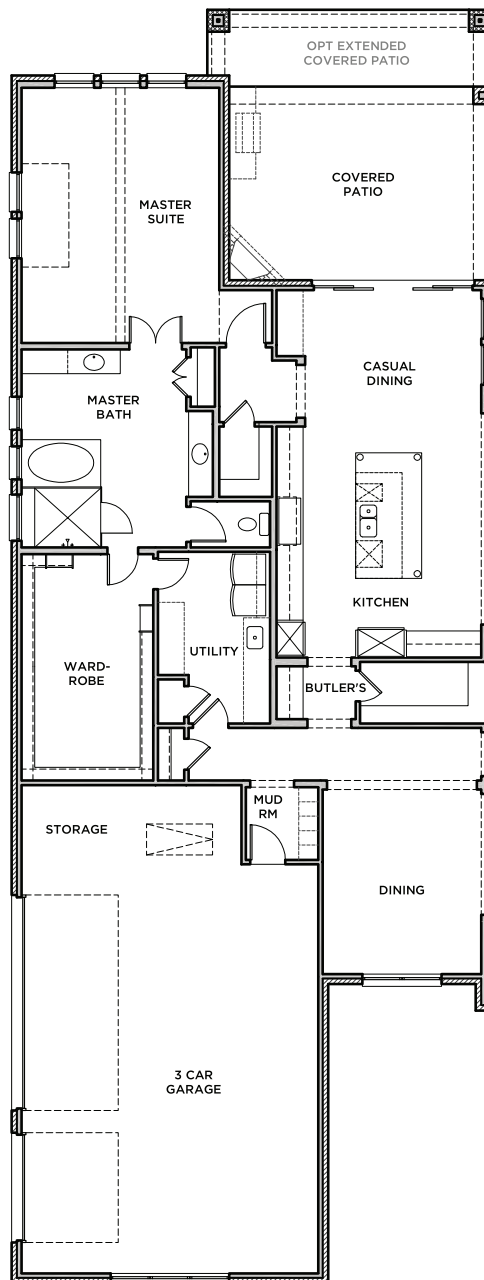 OPT EXTENDED
COVERED PATIO
COVERED
PATIO
MASTER
SUITE
CASUAL
DINING
MASTER
BATH
KITCHEN
UTILITY
WARD-
ROBE
BUTLER'S
MUD
RM
STORAGE
DINING
3 CAR
GARAGE